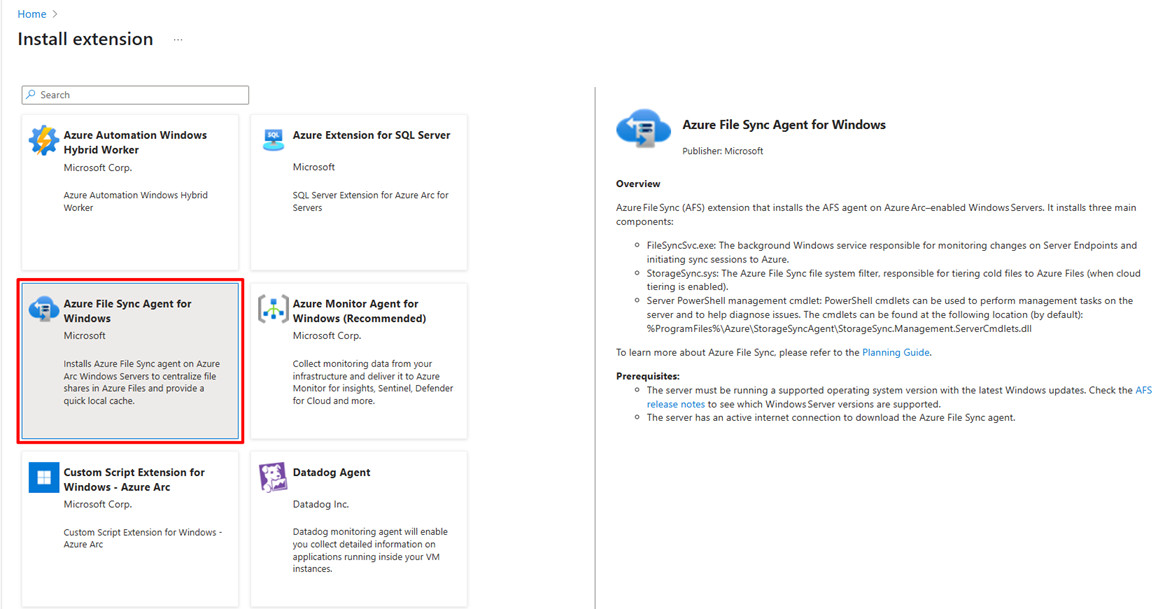 Home >
Install extension ...
Search
Azure Automation Windows
Hybrid Worker
Microsoft Corp.
Azure Automation Windows Hybrid
Worker
SQL
Azure Extension for SQL Server
Microsoft
SQL Server Extension for Azure Arc for
Servers
Azure File Sync Agent for
Windows
Microsoft
Installs Azure File Sync agent on Azure
Arc Windows Servers to centralize file
shares in Azure Files and provide a
quick local cache.
Azure Monitor Agent for
Windows (Recommended)
Microsoft Corp.
Collect monitoring data from your
infrastructure and deliver it to Azure
Monitor for insights, Sentinel, Defender
for Cloud and more.
Custom Script Extension for
Windows - Azure Arc
Microsoft Corp.
Custom Script Extension for Windows -
Azure Arc
Datadog Agent
Datadog Inc.
Datadog monitoring agent will enable
you collect detailed information on
applications running inside your VM
instances.
Azure File Sync Agent for Windows
Publisher: Microsoft
Overview
Azure File Sync (AFS) extension that installs the AFS agent on Azure Arc–enabled Windows Servers. It installs three main
components:
FileSyncSvc.exe: The background Windows service responsible for monitoring changes on Server Endpoints and
initiating sync sessions to Azure.
StorageSync.sys: The Azure File Sync file system filter, responsible for tiering cold files to Azure Files (when cloud
tiering is enabled).
Server PowerShell management cmdlet: PowerShell cmdlets can be used to perform management tasks on the
server and to help diagnose issues. The cmdlets can be found at the following location (by default):
%ProgramFiles%\Azure\StorageSyncAgent\StorageSync.Management.ServerCmdlets.dll
To learn more about Azure File Sync, please refer to the Planning Guide.
Prerequisites:
The server must be running a supported operating system version with the latest Windows updates. Check the AFS
release notes to see which Windows Server versions are supported.
The server has an active internet connection to download the Azure File Sync agent.